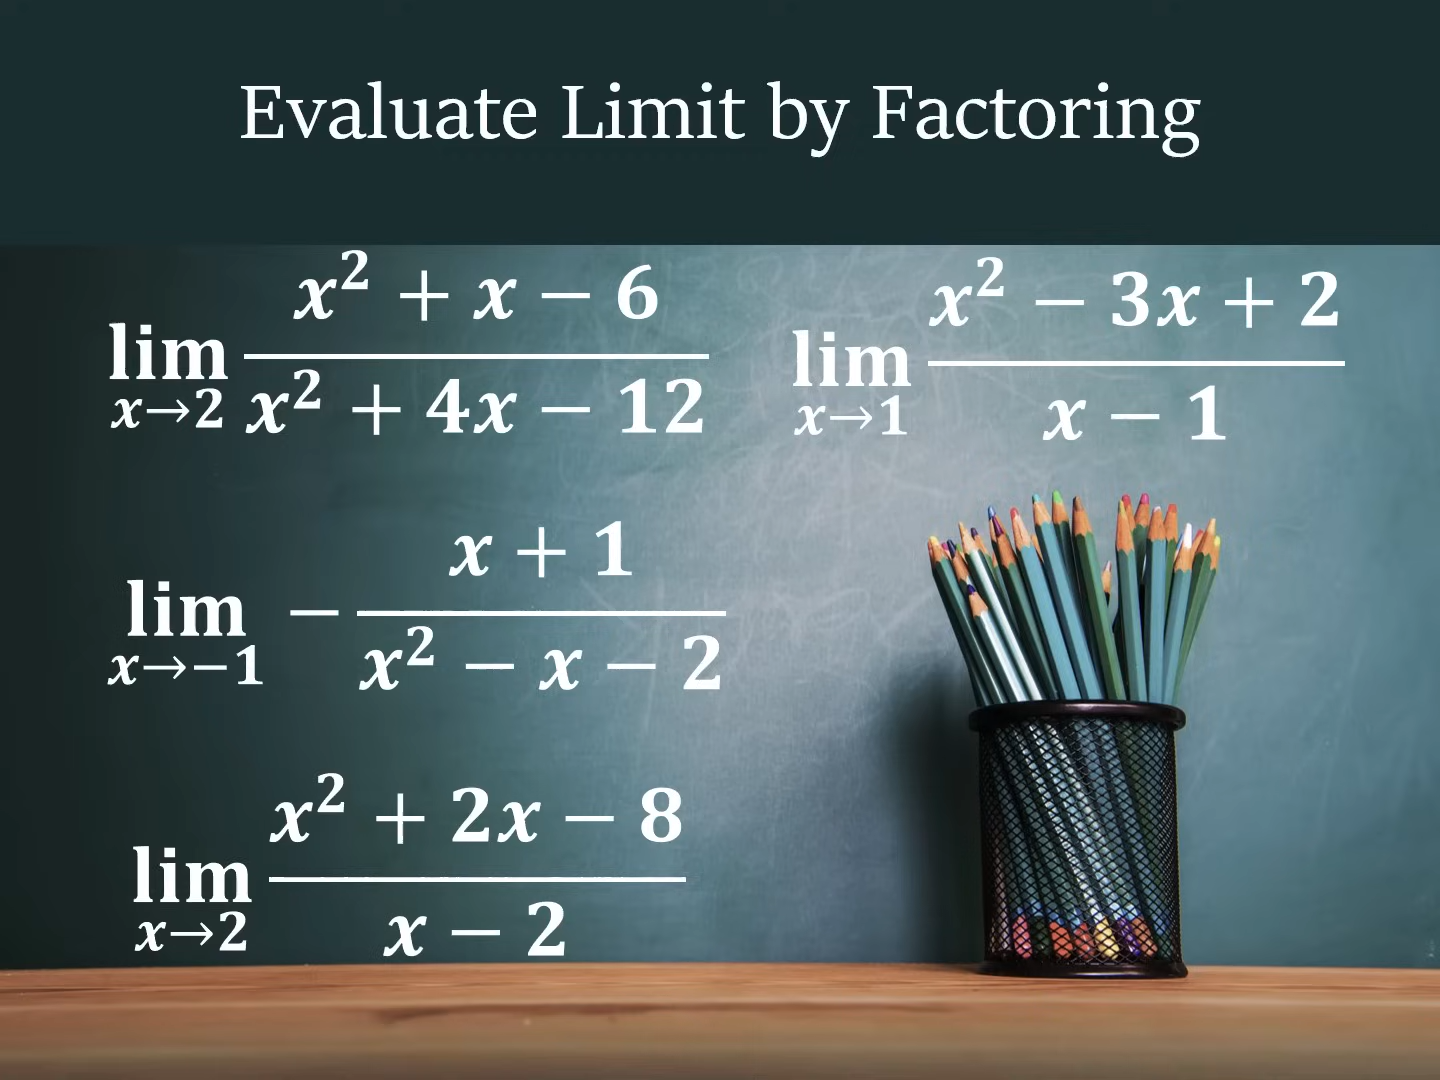 Evaluate Limit by Factoring
lim x→2 (x² + x − 6)/(x² + 4x − 12)
lim x→1 (x² − 3x + 2)/(x − 1)
lim x→−1 − (x + 1)/(x² − x − 2)
lim x→2 (x² + 2x − 8)/(x − 2)